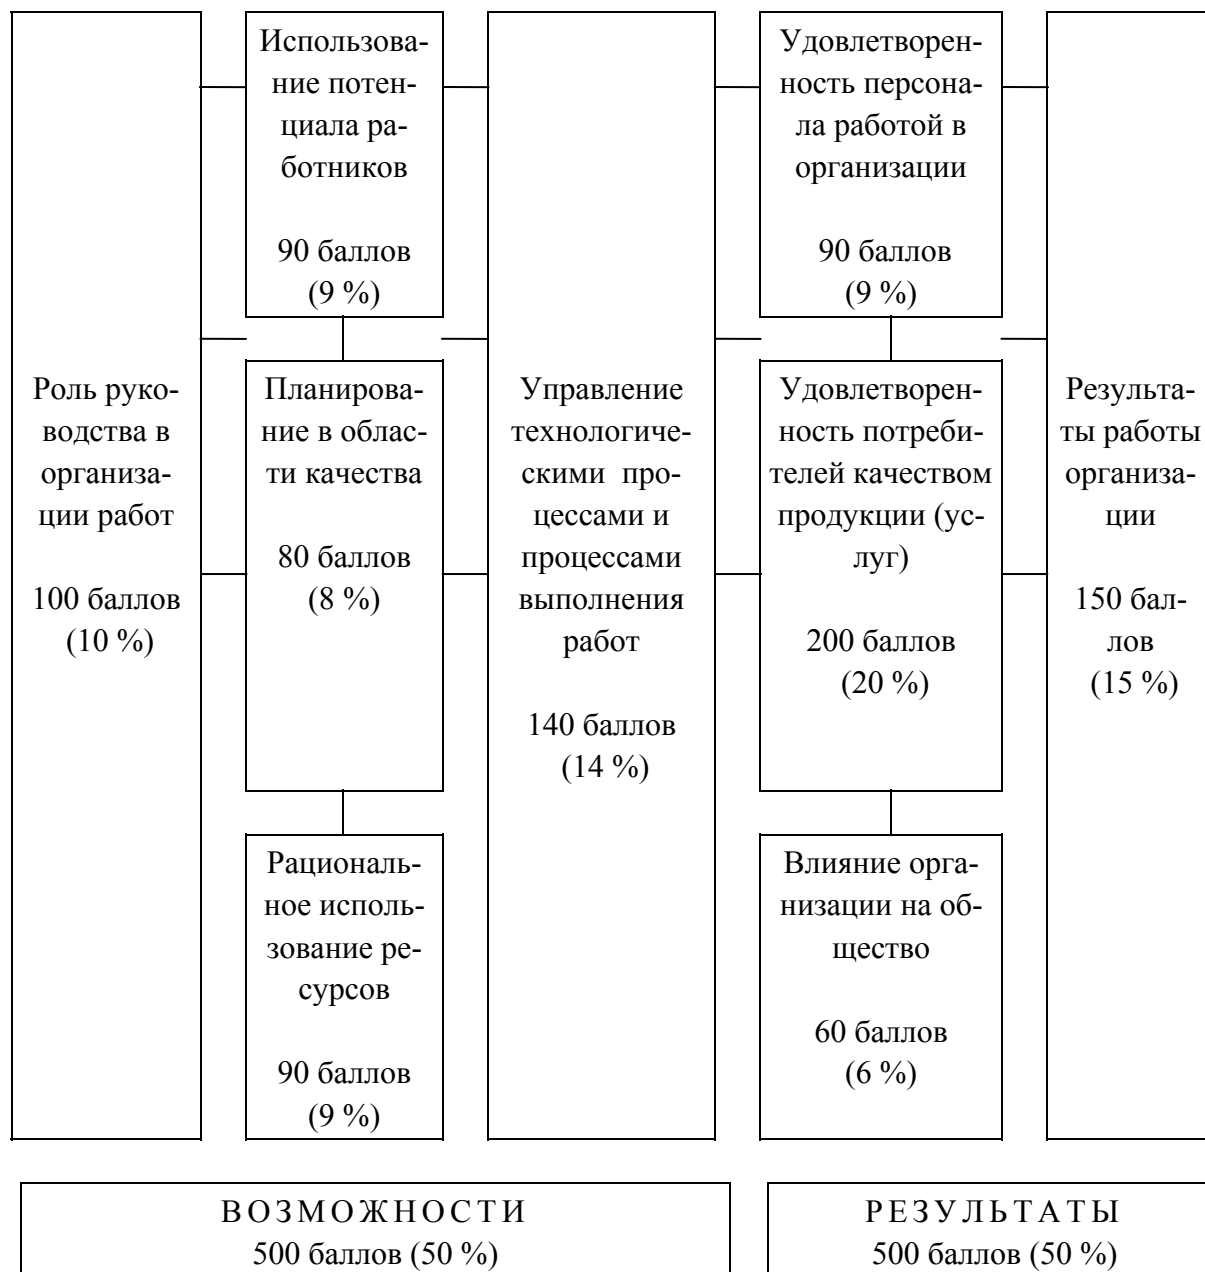 Использова-
ние потен-
циала ра-
ботников
90 баллов
(9 %)
Удовлетворен-
ность персона-
ла работой в
организации
90 баллов
(9 %)
Роль руко-
водства в
организа-
ции работ
100 баллов
(10 %)
Планирова-
ние в облас-
ти качества
80 баллов
(8 %)
Управление
технологиче-
скими про-
цессами и
процессами
выполнения
работ
140 баллов
(14 %)
Удовлетворен-
ность потреби-
телей качеством
продукции (ус-
луг)
200 баллов
(20 %)
Результа-
ты работы
организа-
ции
150 бал-
лов
(15 %)
Рациональ-
ное исполь-
зование ре-
сурсов
90 баллов
(9 %)
Влияние орга-
низации на об-
щество
60 баллов
(6 %)
ВОЗМОЖНОСТИ
500 баллов (50 %)
РЕЗУЛЬТАТЫ
500 баллов (50 %)